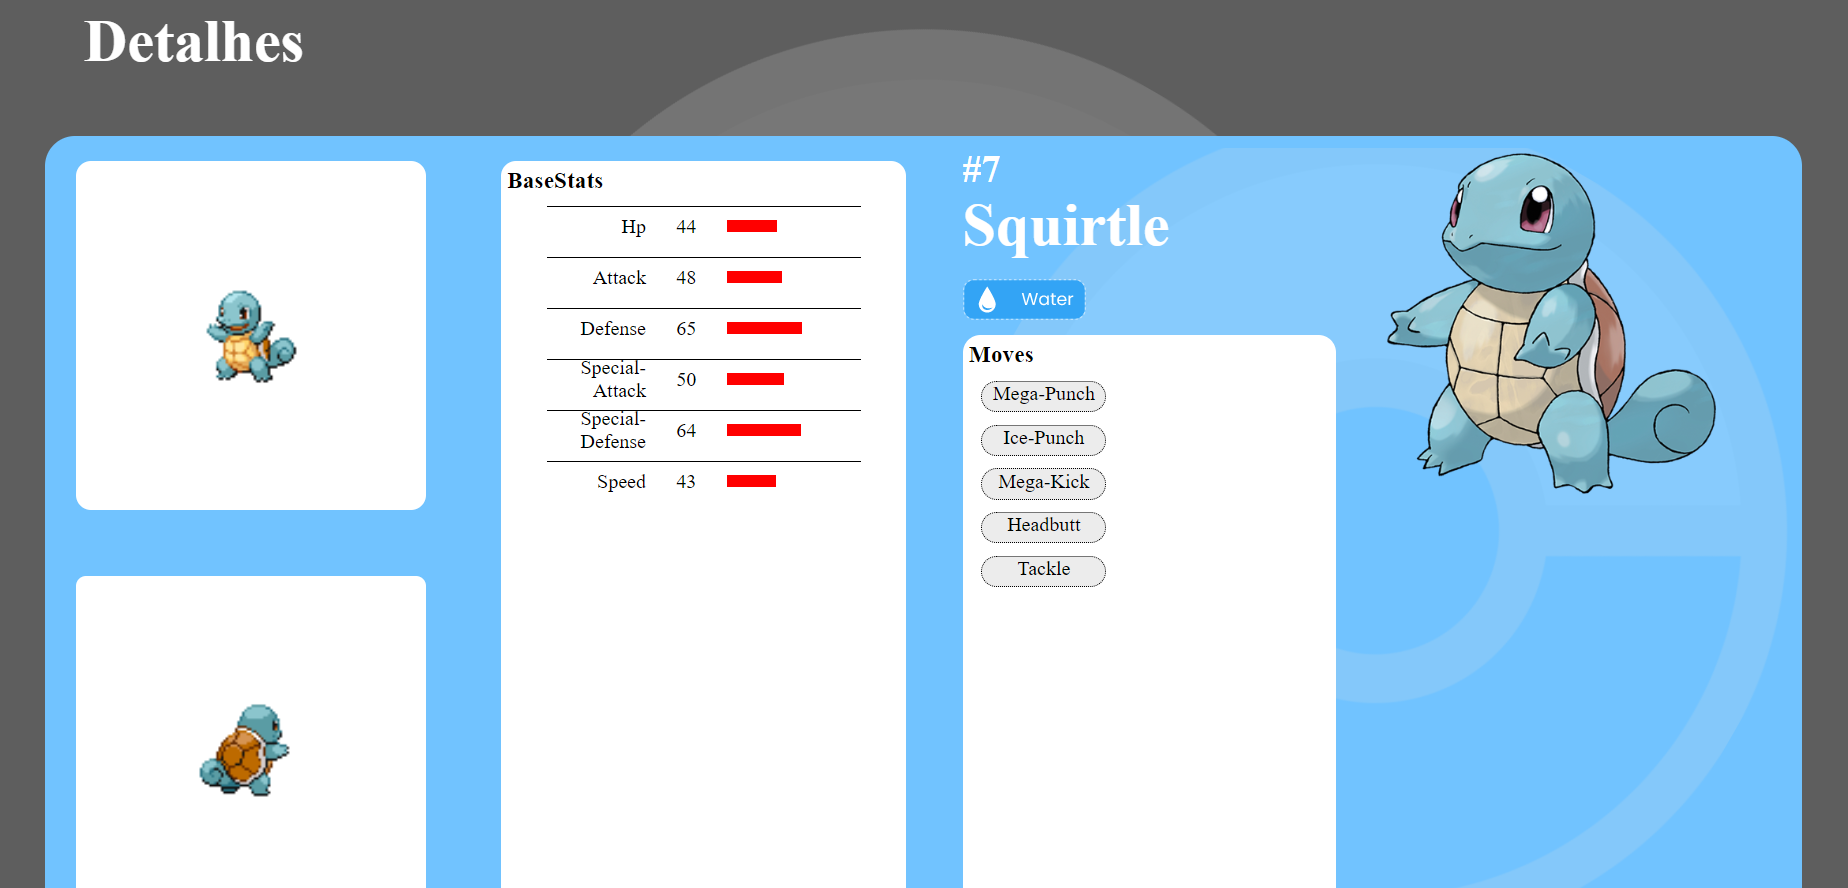 Detalhes
BaseStats
Hp 44
Attack 48
Defense 65
Special-
Attack 50
Special-
Defense 64
Speed 43
#7
Squirtle
Water
Moves
Mega-Punch
Ice-Punch
Mega-Kick
Headbutt
Tackle